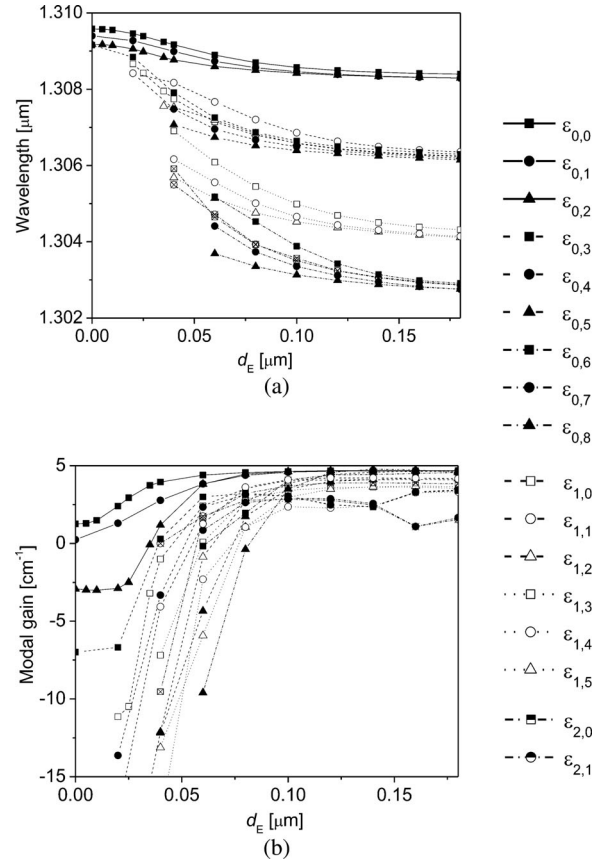 1.310
1.308
1.306
1.304
1.302
Wavelength [μm]
0.00
0.05
0.10
0.15
d_E [μm]
(a)
5
0
-5
-10
-15
Modal gain [cm⁻¹]
0.00
0.05
0.10
0.15
d_E [μm]
(b)
ε₀,₀
ε₀,₁
ε₀,₂
ε₀,₃
ε₀,₄
ε₀,₅
ε₀,₆
ε₀,₇
ε₀,₈
ε₁,₀
ε₁,₁
ε₁,₂
ε₁,₃
ε₁,₄
ε₁,₅
ε₂,₀
ε₂,₁